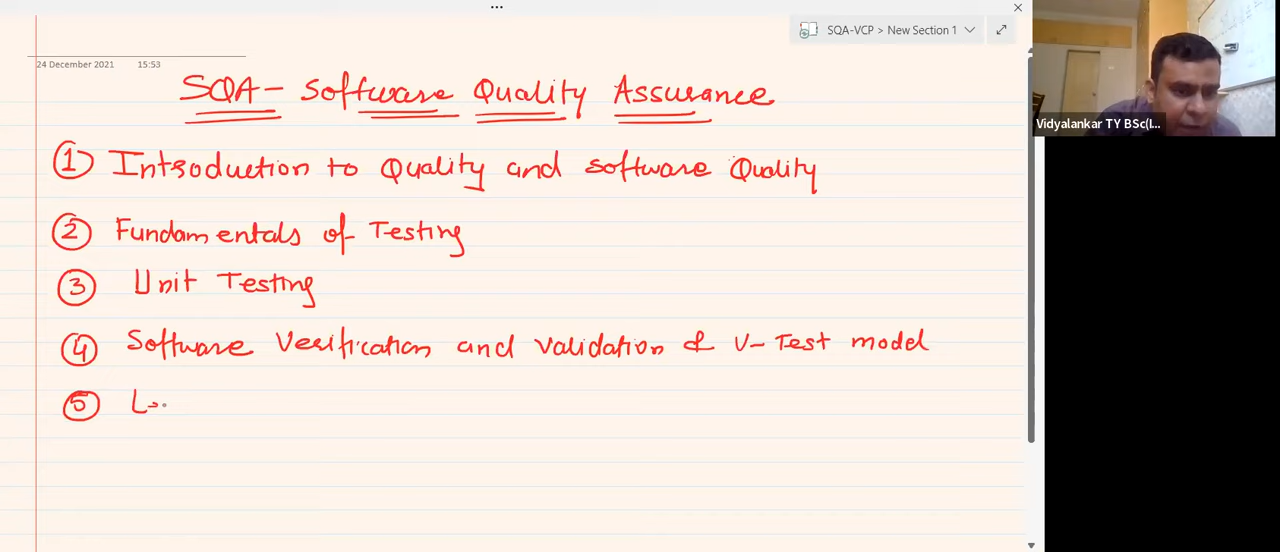 SQA-VCP > New Section 1
24 December 2021 15:53
SQA - Software Quality Assurance
① Introduction to Quality and software Quality
② Fundamentals of Testing
③ Unit Testing
④ Software Verification and validation & V-Test model
⑤
Vidyalankar TY BSc(I...